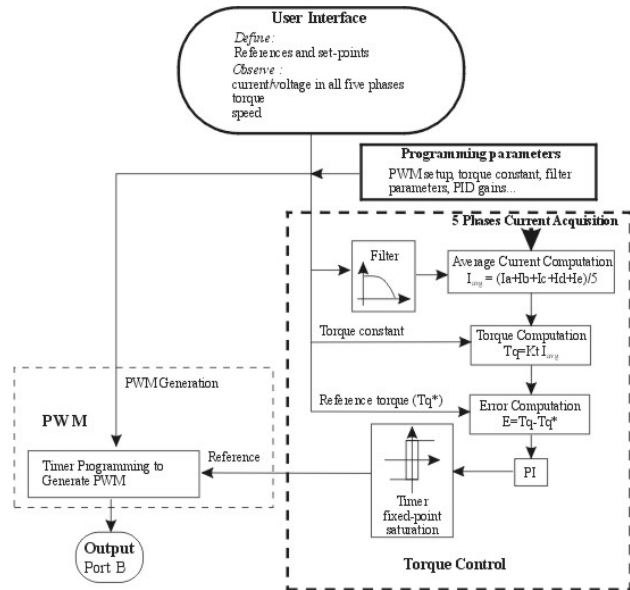 User Interface
Define:
References and set-points
Observe :
current/voltage in all five phases
torque
speed
Programming parameters
PWM setup, torque constant, filter
parameters, PID gains...
5 Phases Current Acquisition
Filter
Average Current Computation
Iavg = (Ia+Ib+Ic+Id+Ie)/5
Torque constant
Torque Computation
Tq=Kt Iavg
PWM Generation
Reference torque (Tq*)
Error Computation
E=Tq-Tq*
PWM
Timer Programming to
Generate PWM
Reference
PI
Timer
fixed-point
saturation
Output
Port B
Torque Control